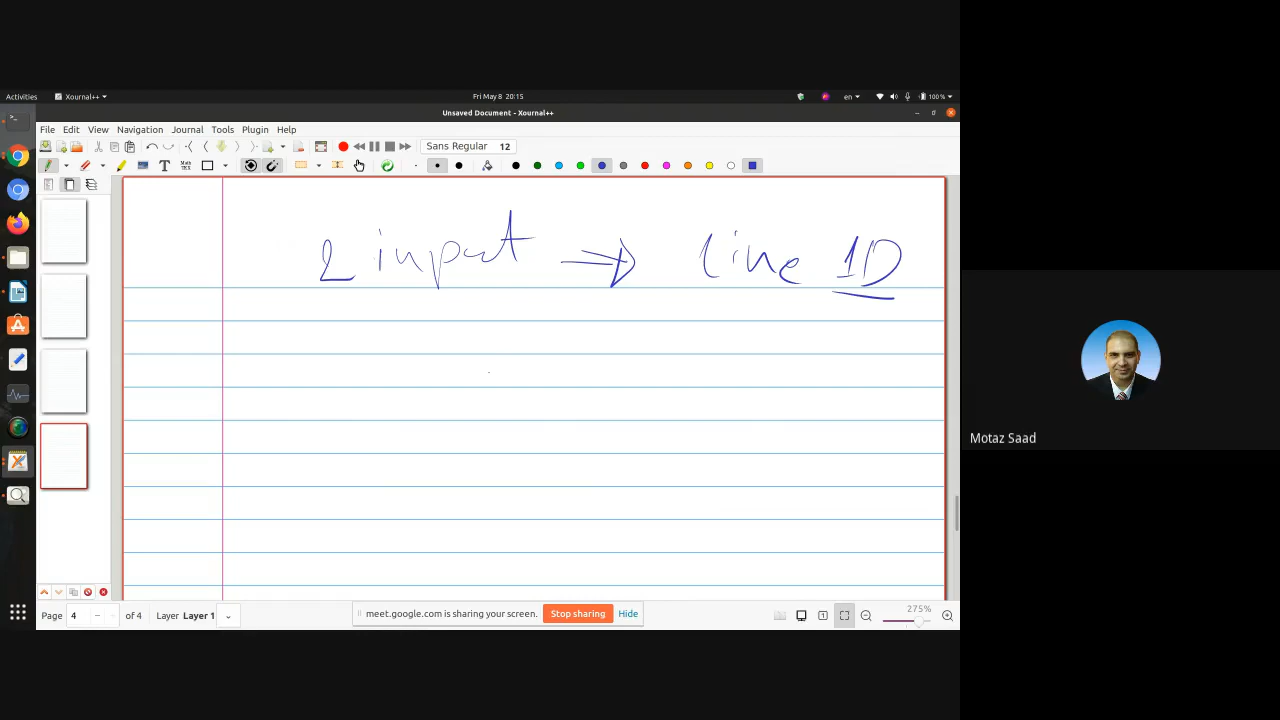 Activities
Xournal++
Fri May 8 20:15
en
100 %
Unsaved Document - Xournal++
File Edit View Navigation Journal Tools Plugin Help
Sans Regular 12
2 input ⇒ Line 1D
Motaz Saad
Page 4 of 4 Layer Layer 1
meet.google.com is sharing your screen. Stop sharing Hide
275%